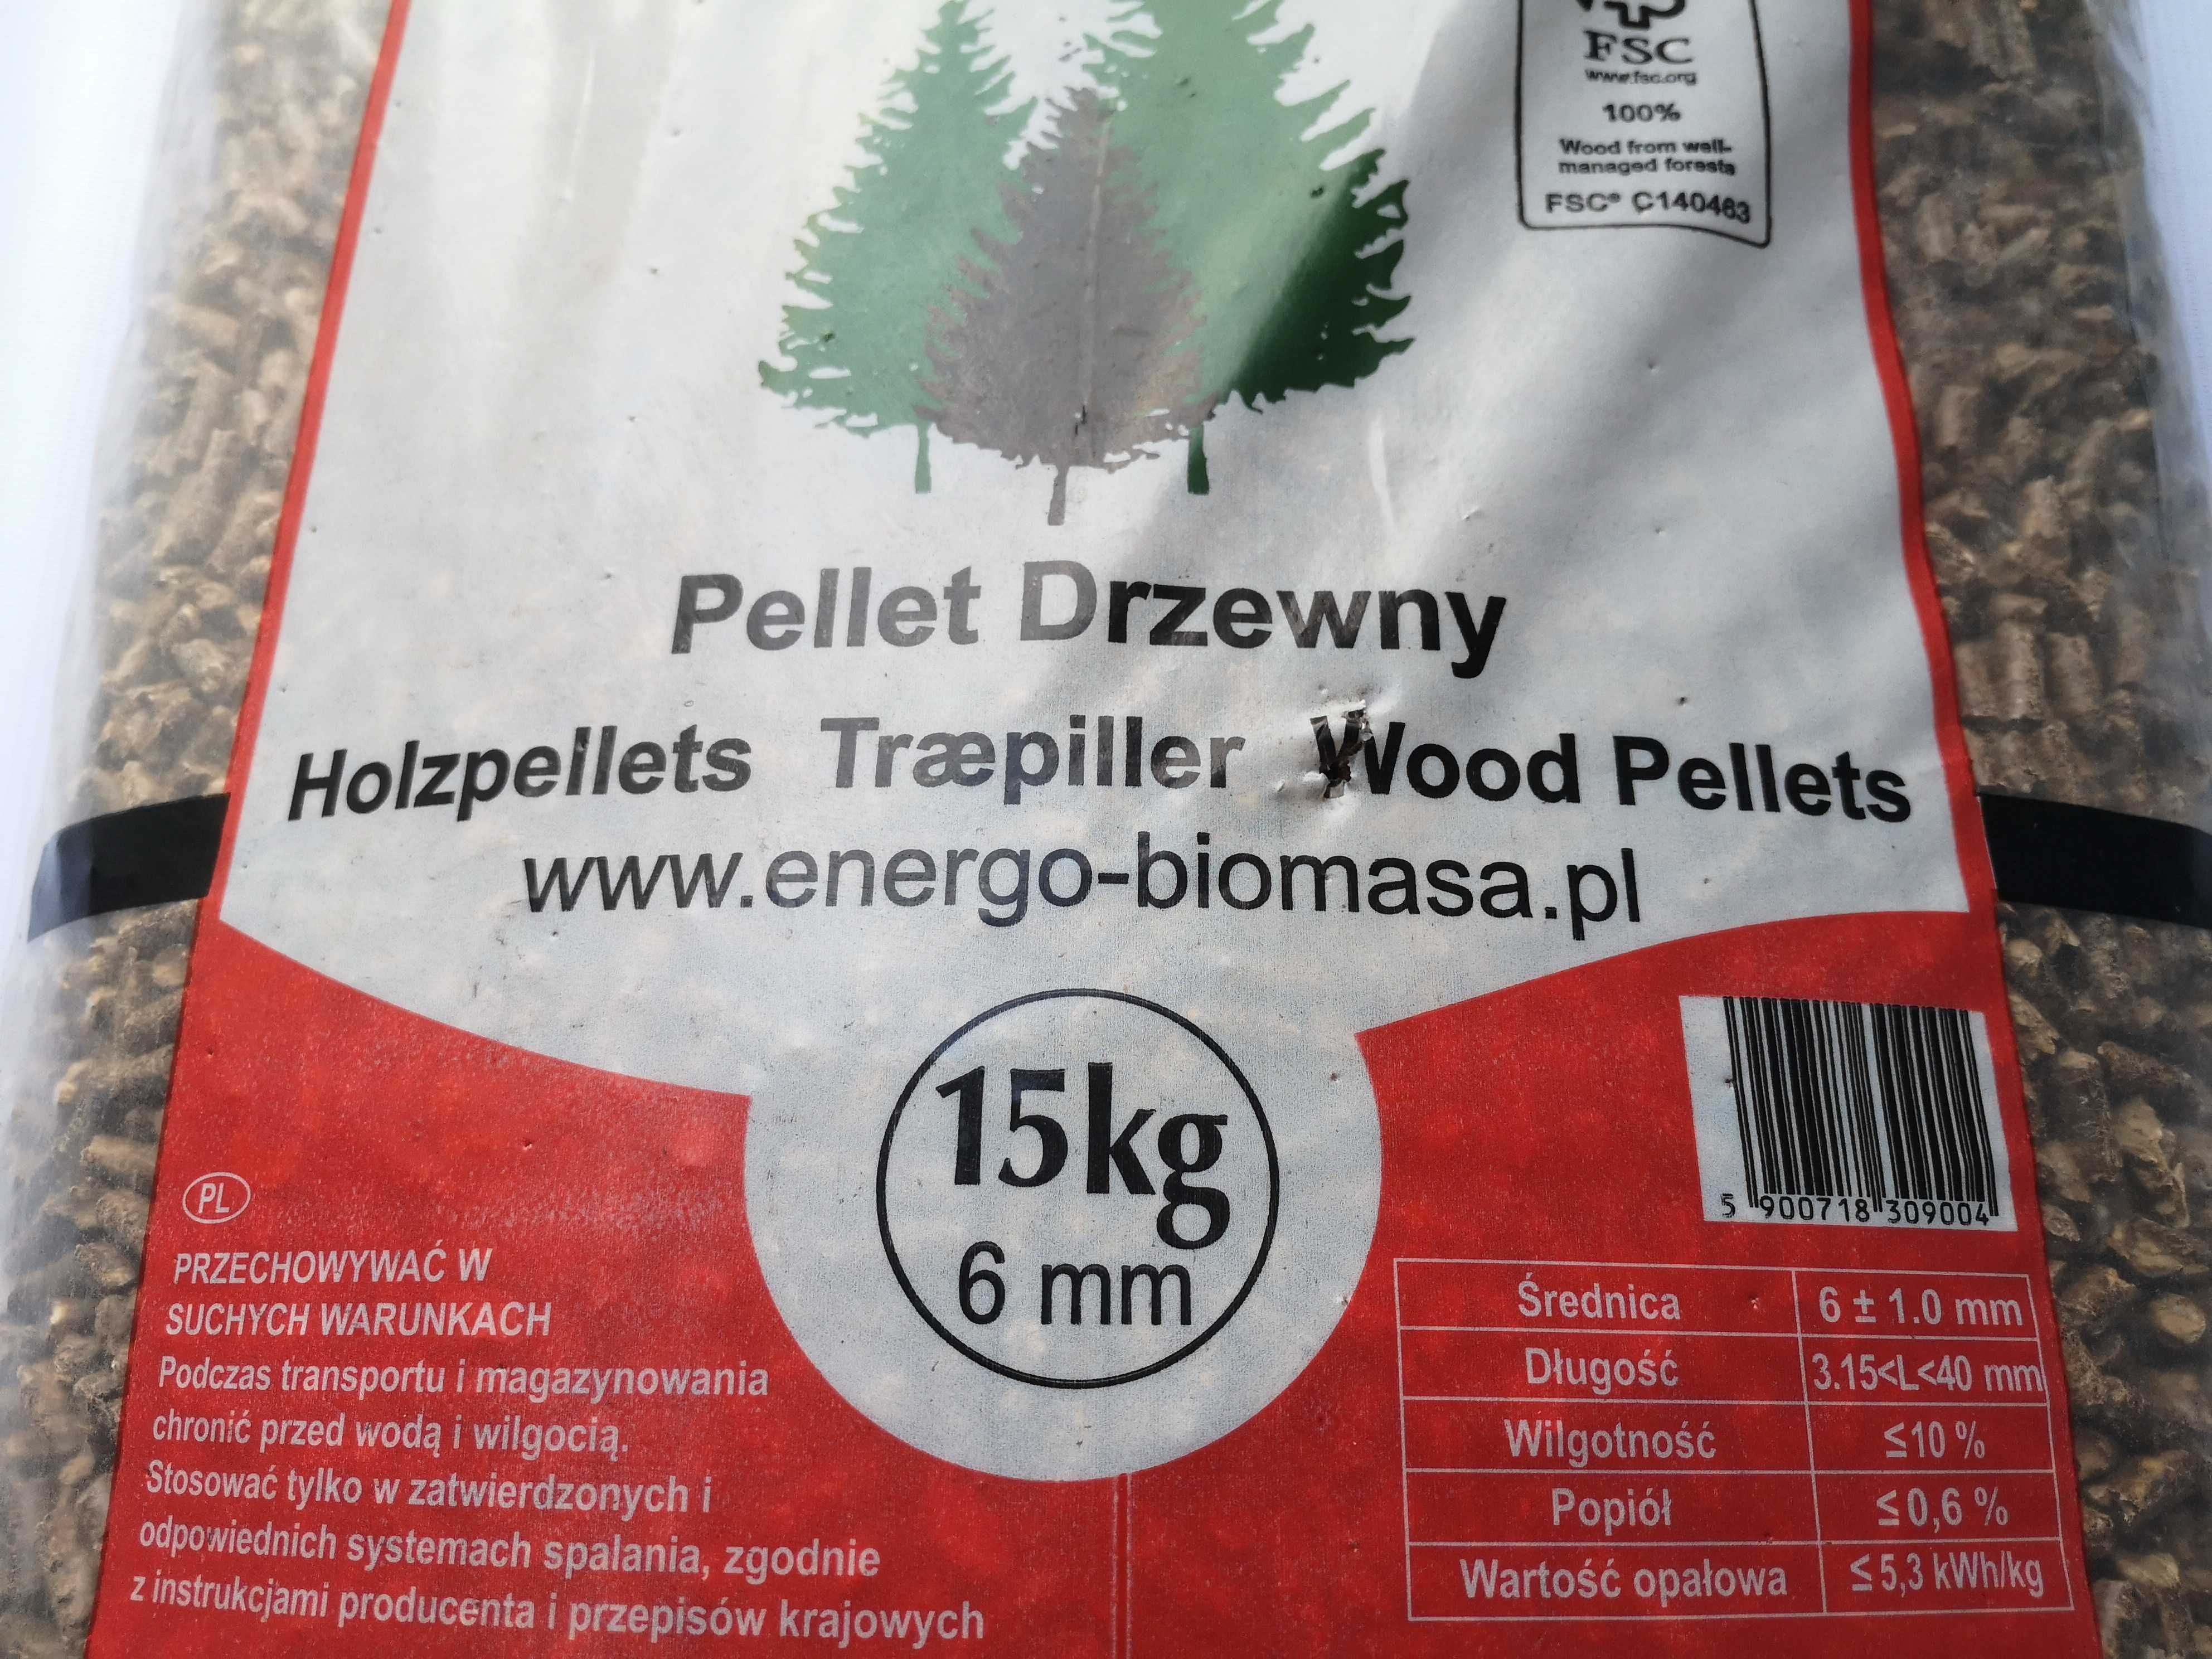 FSC
www.fsc.org
100%
Wood from well-
managed forests
FSC® C140463
Pellet Drzewny
Holzpellets Træpiller Wood Pellets
www.energo-biomasa.pl
15kg
6 mm
5 900718 309004
PL
PRZECHOWYWAĆ W
SUCHYCH WARUNKACH
Podczas transportu i magazynowania
chronić przed wodą i wilgocią.
Stosować tylko w zatwierdzonych i
odpowiednich systemach spalania, zgodnie
z instrukcjami producenta i przepisów krajowych
Średnica 6 ± 1.0 mm
Długość 3.15<L<40 mm
Wilgotność ≤10 %
Popiół ≤0,6 %
Wartość opałowa ≤5,3 kWh/kg